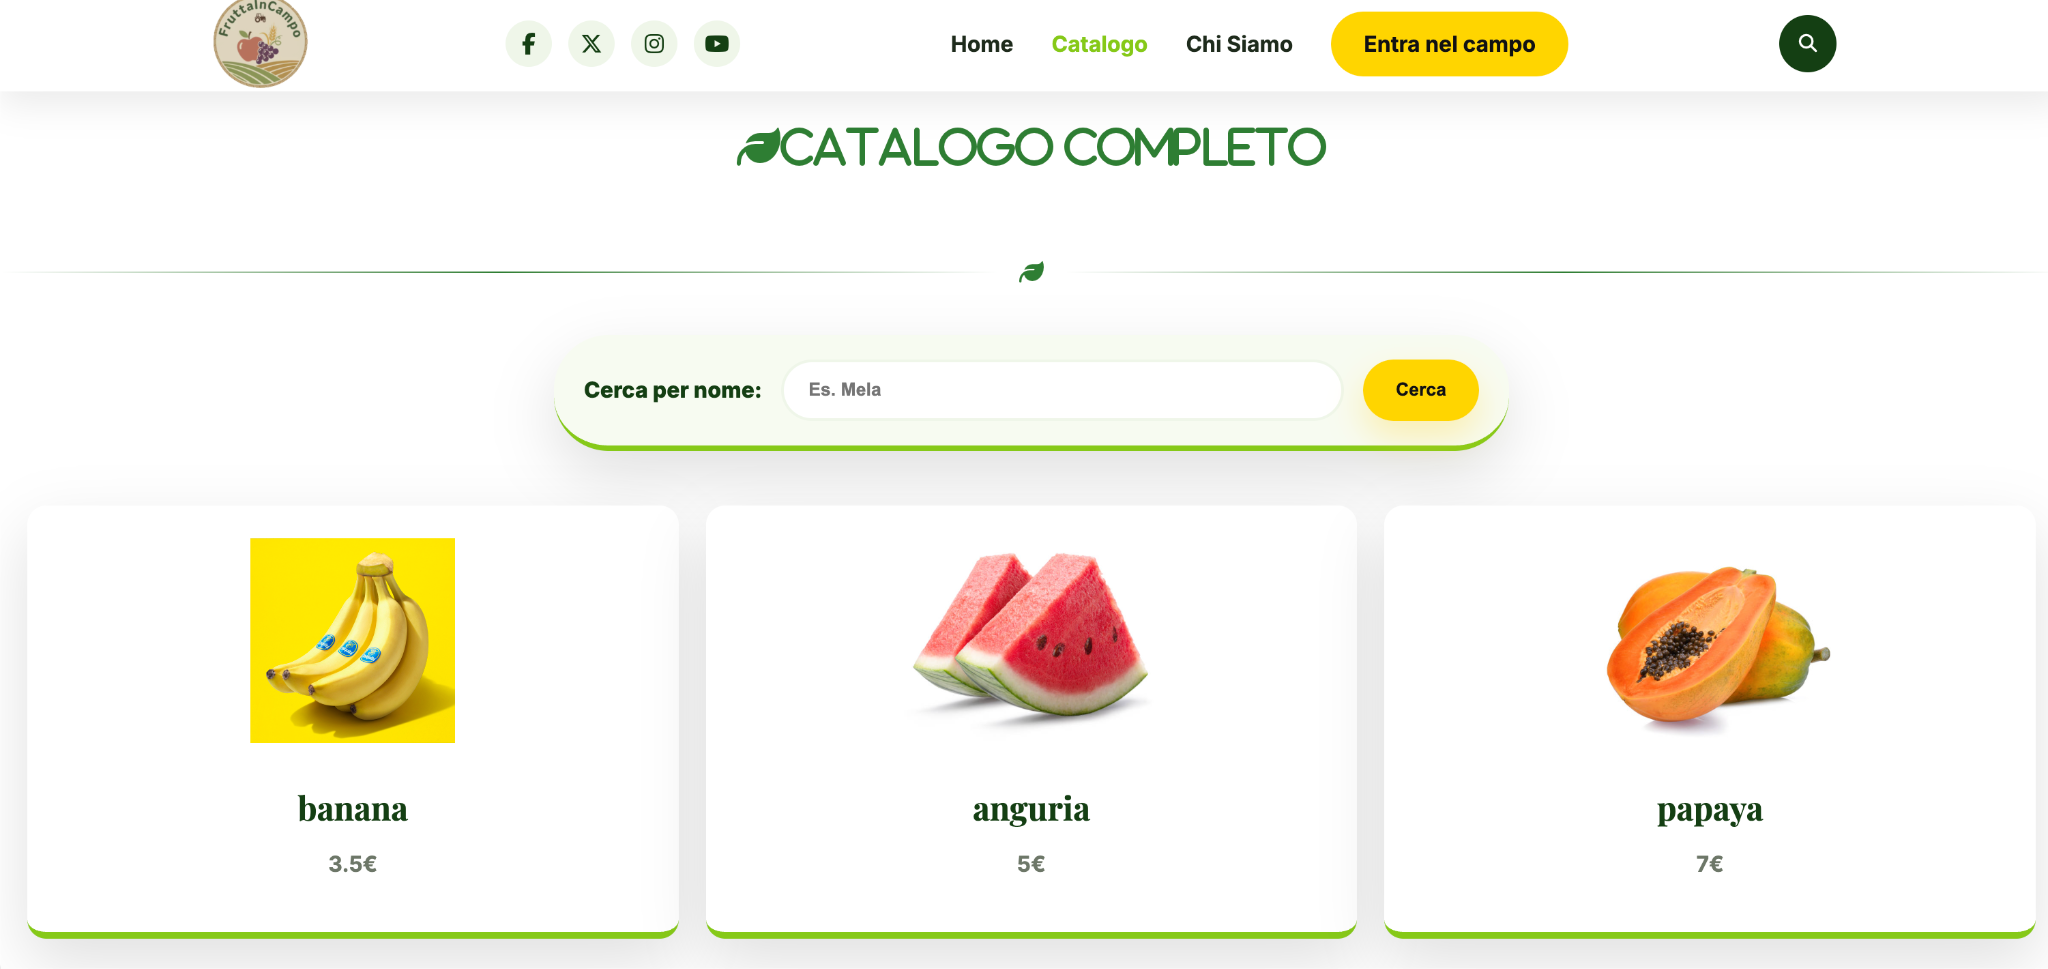 FruttaInCampo
Home
Catalogo
Chi Siamo
Entra nel campo
CATALOGO COMPLETO
Cerca per nome:
Es. Mela
Cerca
banana
3.5€
anguria
5€
papaya
7€